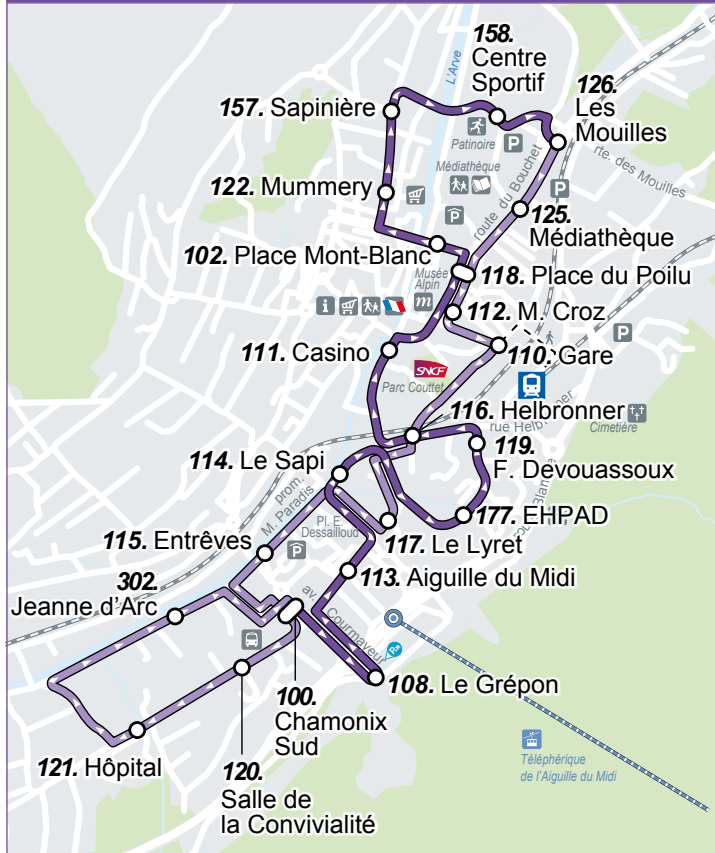 158.
Centre
Sportif
L'Arve
126.
Les
Mouilles
157. Sapinière
Patinoire
P
rte. des Mouilles
Médiathèque
route du Bouchet
P
122. Mummery
P
125.
Médiathèque
102. Place Mont-Blanc
Musée
Alpin
m
118. Place du Poilu
i
112. M. Croz
P
111. Casino
110. Gare
SNCF
Parc Couttet
116. Helbronner
rue Helbronner
Cimetière
119.
F. Devouassoux
114. Le Sapi
prom.
M. Paradis
Pl. E.
Dessailloud
P
177. EHPAD
115. Entrêves
117. Le Lyret
113. Aiguille du Midi
302.
Jeanne d'Arc
av. Courmayeur
108. Le Grépon
100.
Chamonix
Sud
121. Hôpital
120.
Salle de
la Convivialité
Téléphérique
de l'Aiguille du Midi